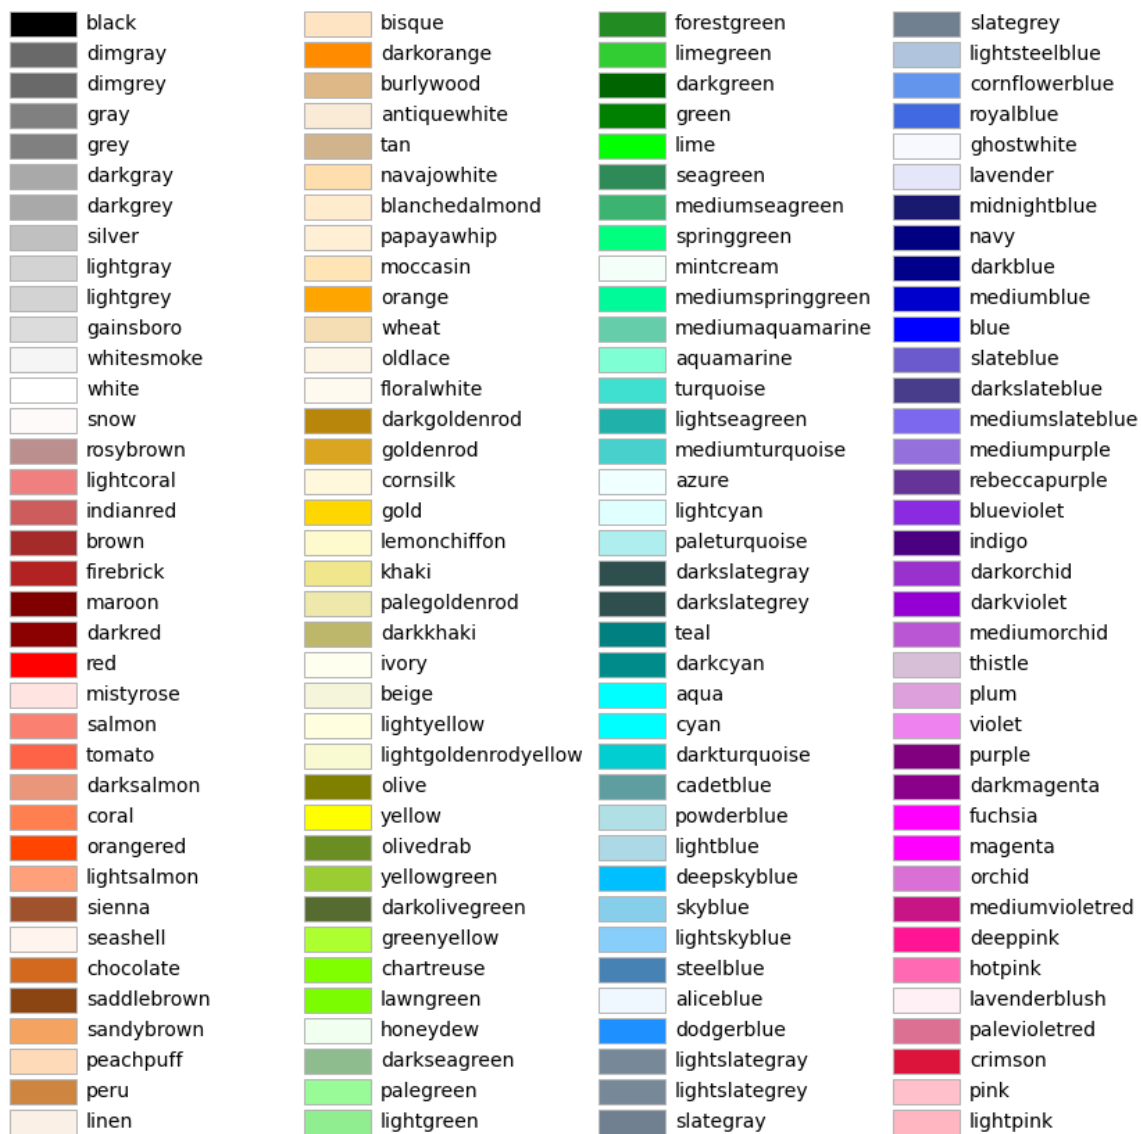 black
dimgray
dimgrey
gray
grey
darkgray
darkgrey
silver
lightgray
lightgrey
gainsboro
whitesmoke
white
snow
rosybrown
lightcoral
indianred
brown
firebrick
maroon
darkred
red
mistyrose
salmon
tomato
darksalmon
coral
orangered
lightsalmon
sienna
seashell
chocolate
saddlebrown
sandybrown
peachpuff
peru
linen
bisque
darkorange
burlywood
antiquewhite
tan
navajowhite
blanchedalmond
papayawhip
moccasin
orange
wheat
oldlace
floralwhite
darkgoldenrod
goldenrod
cornsilk
gold
lemonchiffon
khaki
palegoldenrod
darkkhaki
ivory
beige
lightyellow
lightgoldenrodyellow
olive
yellow
olivedrab
yellowgreen
darkolivegreen
greenyellow
chartreuse
lawngreen
honeydew
darkseagreen
palegreen
lightgreen
forestgreen
limegreen
darkgreen
green
lime
seagreen
mediumseagreen
springgreen
mintcream
mediumspringgreen
mediumaquamarine
aquamarine
turquoise
lightseagreen
mediumturquoise
azure
lightcyan
paleturquoise
darkslategray
darkslategrey
teal
darkcyan
aqua
cyan
darkturquoise
cadetblue
powderblue
lightblue
deepskyblue
skyblue
lightskyblue
steelblue
aliceblue
dodgerblue
lightslategray
lightslategrey
slategray
slategrey
lightsteelblue
cornflowerblue
royalblue
ghostwhite
lavender
midnightblue
navy
darkblue
mediumblue
blue
slateblue
darkslateblue
mediumslateblue
mediumpurple
rebeccapurple
blueviolet
indigo
darkorchid
darkviolet
mediumorchid
thistle
plum
violet
purple
darkmagenta
fuchsia
magenta
orchid
mediumvioletred
deeppink
hotpink
lavenderblush
palevioletred
crimson
pink
lightpink